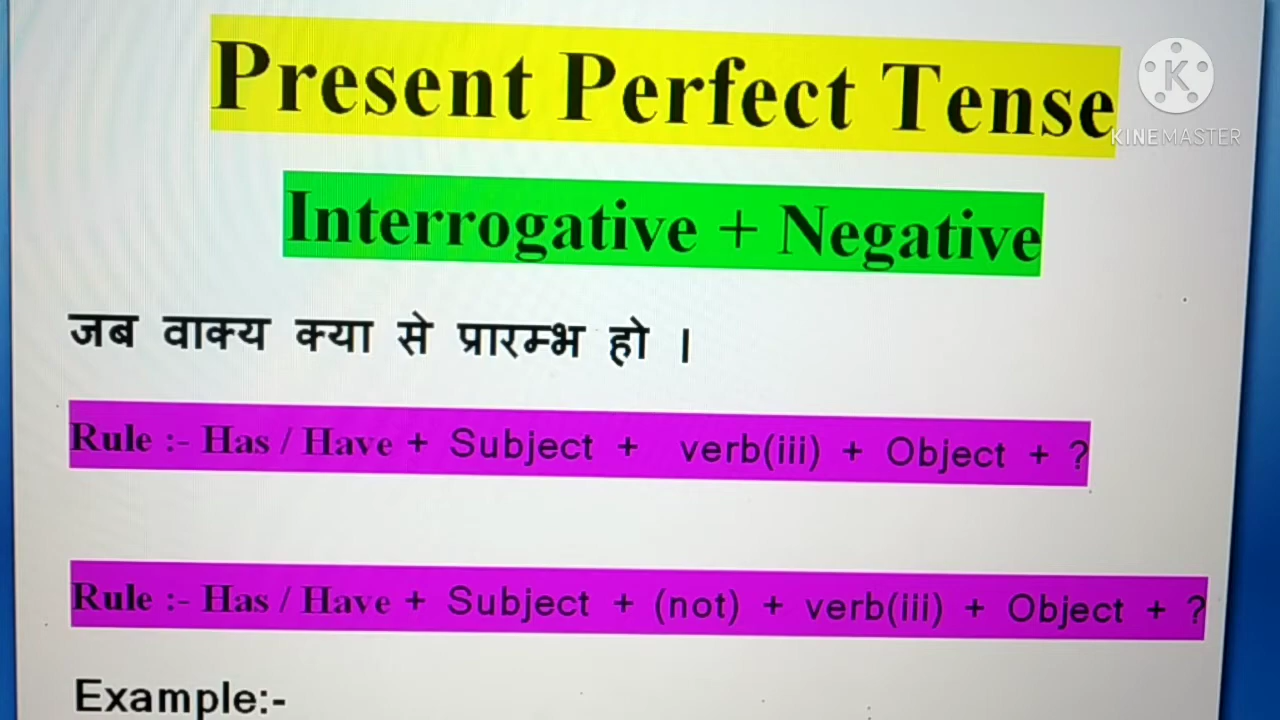 Present Perfect Tense
KINEMASTER
Interrogative + Negative
जब वाक्य क्या से प्रारम्भ हो ।
Rule :- Has / Have + Subject + verb(iii) + Object + ?
Rule :- Has / Have + Subject + (not) + verb(iii) + Object + ?
Example:-